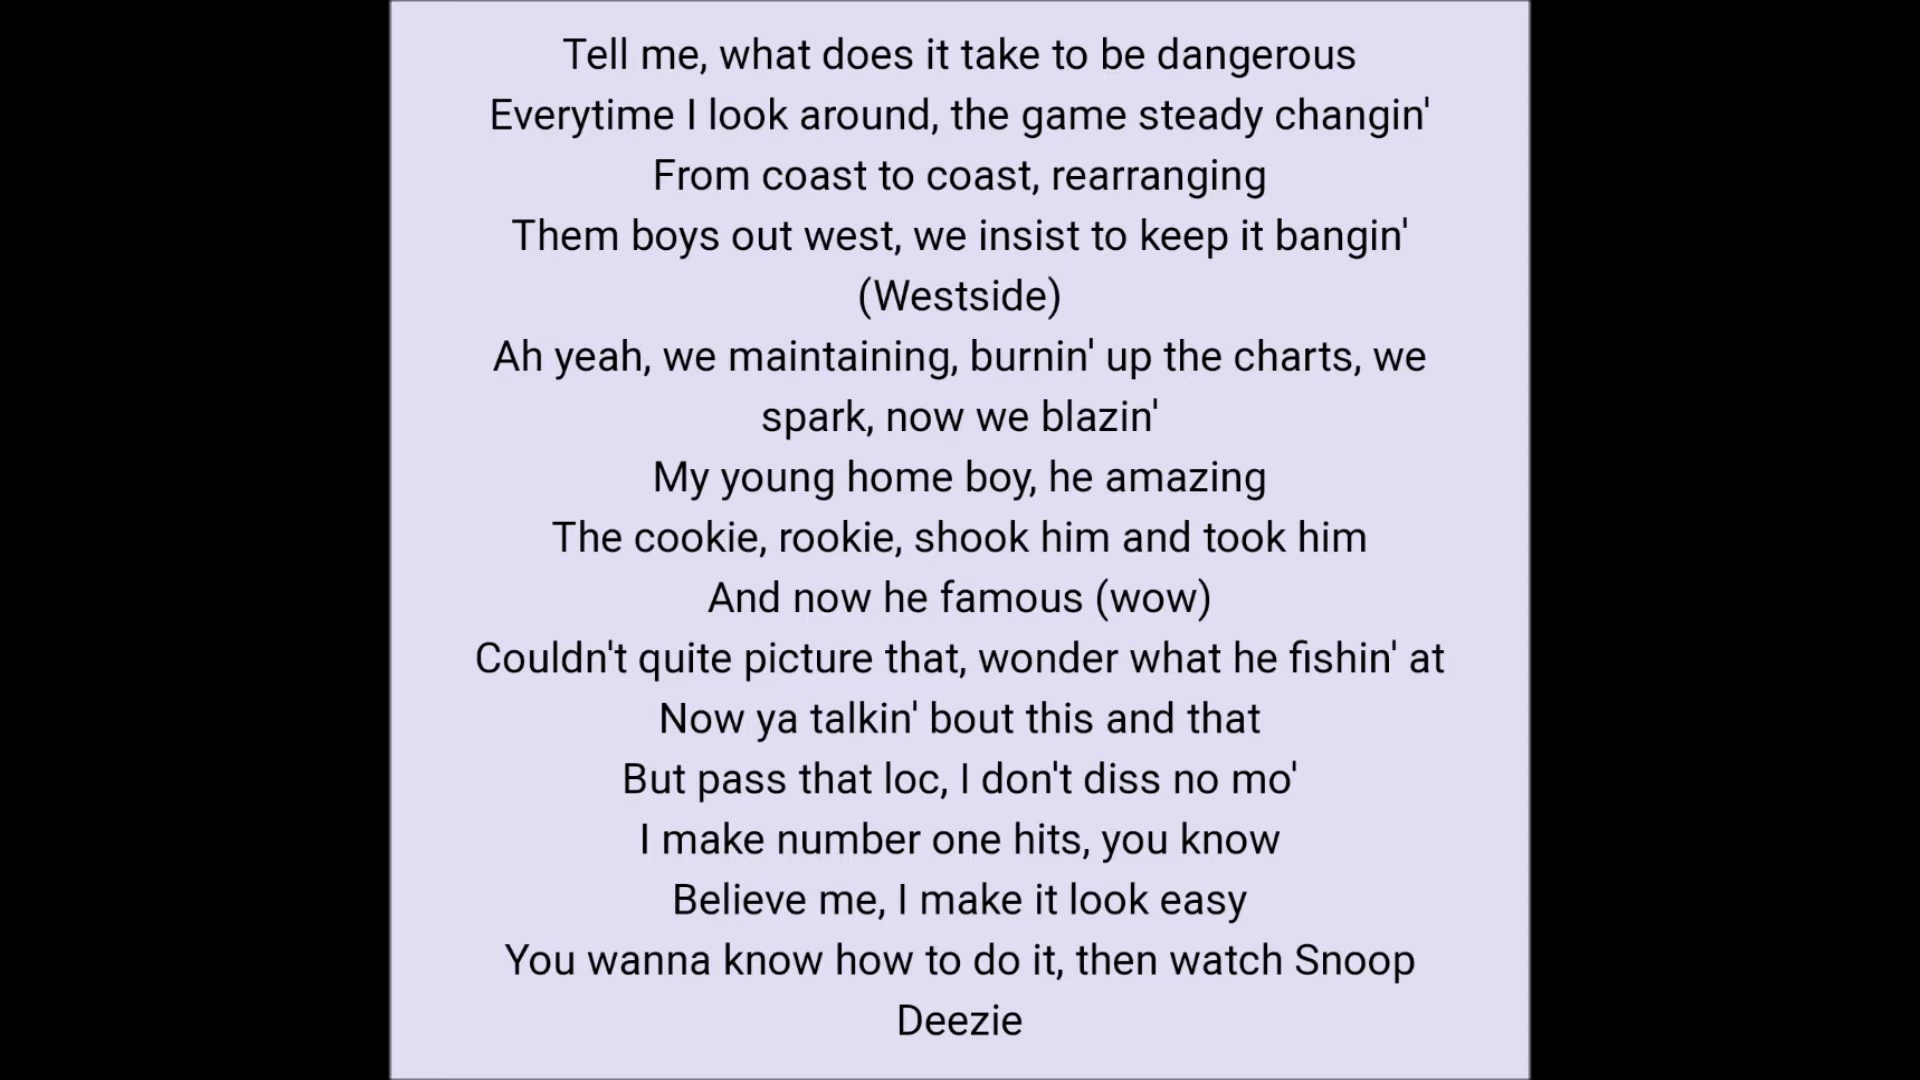 Tell me, what does it take to be dangerous
Everytime I look around, the game steady changin'
From coast to coast, rearranging
Them boys out west, we insist to keep it bangin'
(Westside)
Ah yeah, we maintaining, burnin' up the charts, we
spark, now we blazin'
My young home boy, he amazing
The cookie, rookie, shook him and took him
And now he famous (wow)
Couldn't quite picture that, wonder what he fishin' at
Now ya talkin' bout this and that
But pass that loc, I don't diss no mo'
I make number one hits, you know
Believe me, I make it look easy
You wanna know how to do it, then watch Snoop
Deezie